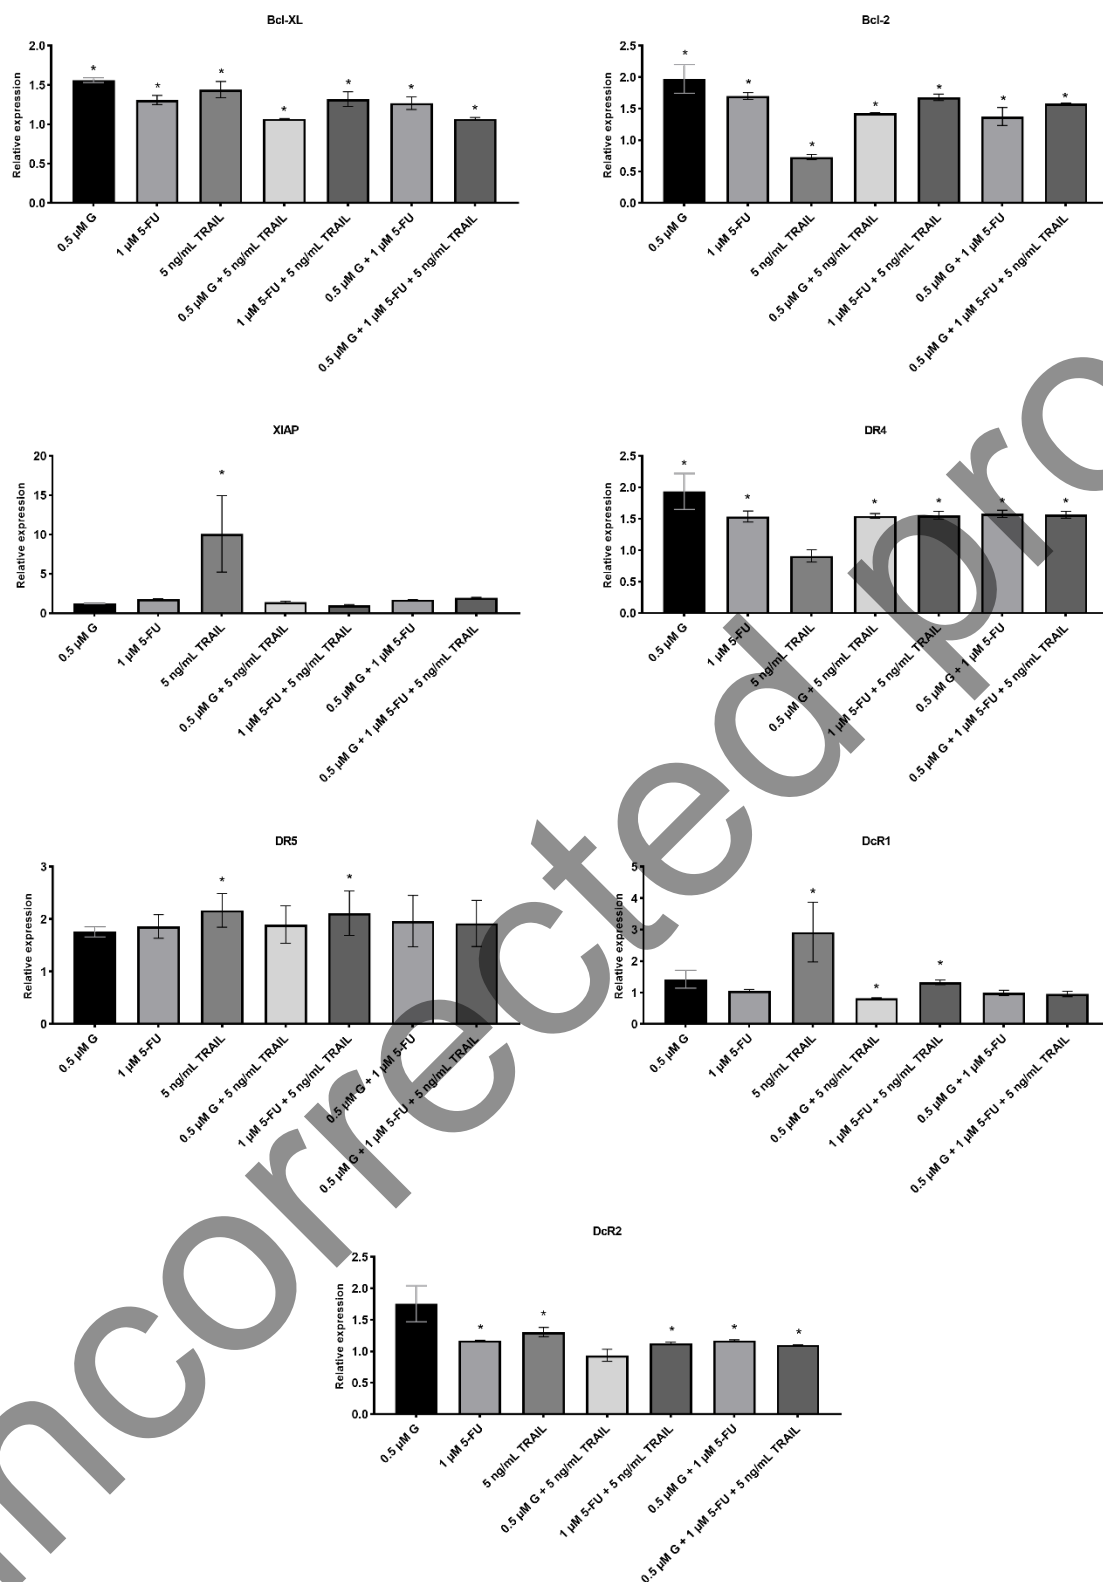 Bcl-XL
Relative expression
2.0
1.5
1.0
0.5
0.0
* * * * * * *
0.5 µM G
1 µM 5-FU
5 ng/mL TRAIL
0.5 µM G + 5 ng/mL TRAIL
1 µM 5-FU + 5 ng/mL TRAIL
0.5 µM G + 1 µM 5-FU
0.5 µM G + 1 µM 5-FU + 5 ng/mL TRAIL
Bcl-2
Relative expression
2.5
2.0
1.5
1.0
0.5
0.0
* * * * * * *
0.5 µM G
1 µM 5-FU
5 ng/mL TRAIL
0.5 µM G + 5 ng/mL TRAIL
1 µM 5-FU + 5 ng/mL TRAIL
0.5 µM G + 1 µM 5-FU
0.5 µM G + 1 µM 5-FU + 5 ng/mL TRAIL
XIAP
Relative expression
20
15
10
5
0
*
0.5 µM G
1 µM 5-FU
5 ng/mL TRAIL
0.5 µM G + 5 ng/mL TRAIL
1 µM 5-FU + 5 ng/mL TRAIL
0.5 µM G + 1 µM 5-FU
0.5 µM G + 1 µM 5-FU + 5 ng/mL TRAIL
DR4
Relative expression
2.5
2.0
1.5
1.0
0.5
0.0
* * * * * *
0.5 µM G
1 µM 5-FU
5 ng/mL TRAIL
0.5 µM G + 5 ng/mL TRAIL
1 µM 5-FU + 5 ng/mL TRAIL
0.5 µM G + 1 µM 5-FU
0.5 µM G + 1 µM 5-FU + 5 ng/mL TRAIL
DR5
Relative expression
3
2
1
0
* *
0.5 µM G
1 µM 5-FU
5 ng/mL TRAIL
0.5 µM G + 5 ng/mL TRAIL
1 µM 5-FU + 5 ng/mL TRAIL
0.5 µM G + 1 µM 5-FU
0.5 µM G + 1 µM 5-FU + 5 ng/mL TRAIL
DcR1
Relative expression
5
4
3
2
1
0
* * *
0.5 µM G
1 µM 5-FU
5 ng/mL TRAIL
0.5 µM G + 5 ng/mL TRAIL
1 µM 5-FU + 5 ng/mL TRAIL
0.5 µM G + 1 µM 5-FU
0.5 µM G + 1 µM 5-FU + 5 ng/mL TRAIL
DcR2
Relative expression
2.5
2.0
1.5
1.0
0.5
0.0
* * * * *
0.5 µM G
1 µM 5-FU
5 ng/mL TRAIL
0.5 µM G + 5 ng/mL TRAIL
1 µM 5-FU + 5 ng/mL TRAIL
0.5 µM G + 1 µM 5-FU
0.5 µM G + 1 µM 5-FU + 5 ng/mL TRAIL
ncorrected pro